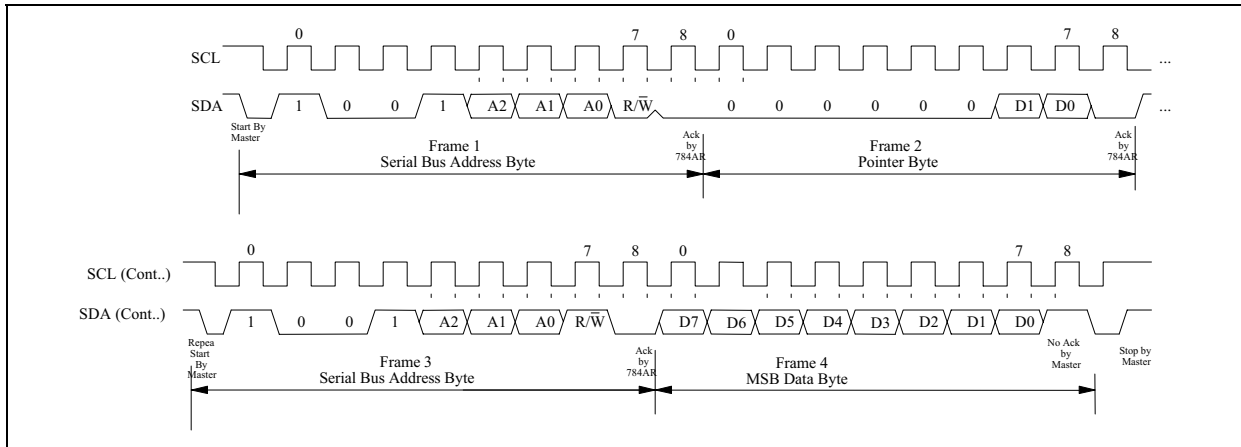 0 7 8 0 7 8
SCL ...
SDA 1 0 0 1 A2 A1 A0 R/W̅ 0 0 0 0 0 0 D1 D0 ...
Start By
Master
Ack
by
784AR
Ack
by
784AR
Frame 1
Serial Bus Address Byte
Frame 2
Pointer Byte
0 7 8 0 7 8
SCL (Cont..)
SDA (Cont..) 1 0 0 1 A2 A1 A0 R/W̅ D7 D6 D5 D4 D3 D2 D1 D0
Repea
Start
By
Master
Ack
by
784AR
No Ack
by
Master
Stop by
Master
Frame 3
Serial Bus Address Byte
Frame 4
MSB Data Byte